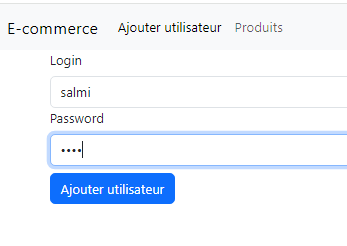 E-commerce Ajouter utilisateur Produits
Login
salmi
Password
••••
Ajouter utilisateur